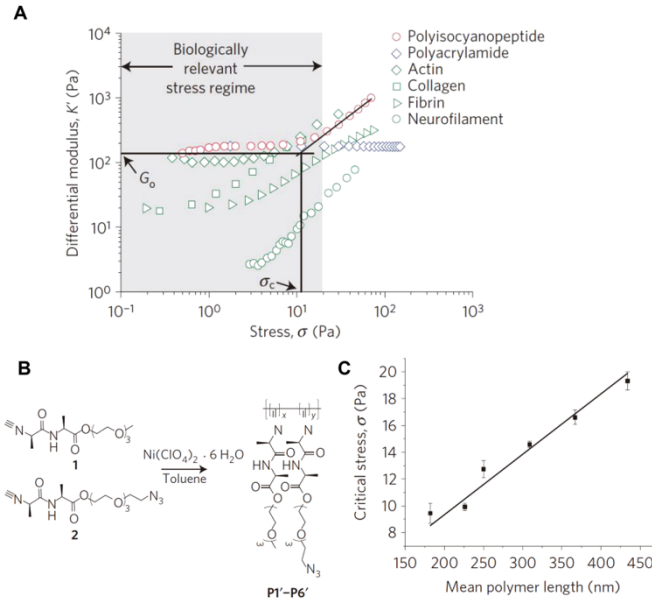 A
Differential modulus, K′ (Pa)
10⁴
10³
10²
10¹
10⁰
Biologically
relevant
stress regime
Gₒ
σc
10⁻¹
10⁰
10¹
10²
10³
Stress, σ (Pa)
Polyisocyanopeptide
Polyacrylamide
Actin
Collagen
Fibrin
Neurofilament
B
1
2
Ni(ClO₄)₂ · 6 H₂O
Toluene
P1′–P6′
C
Critical stress, σ (Pa)
20
18
16
14
12
10
8
150 200 250 300 350 400 450
Mean polymer length (nm)